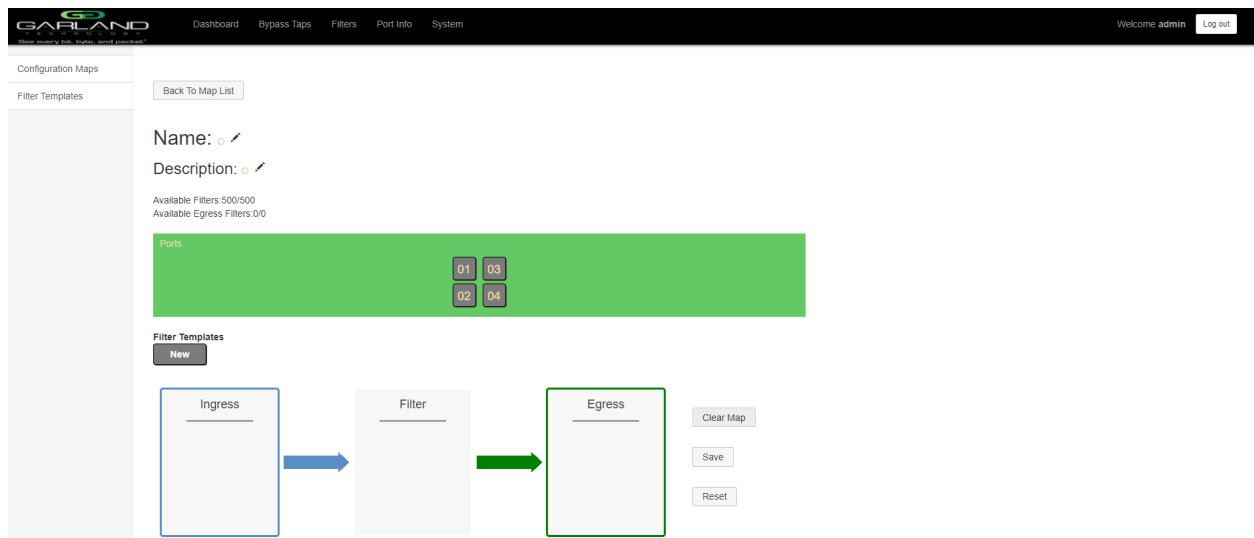 GARLAND
TECHNOLOGY
See every bit, byte, and packet.®
Dashboard Bypass Taps Filters Port Info System
Welcome admin Log out
Configuration Maps
Filter Templates
Back To Map List
Name:
Description:
Available Filters:500/500
Available Egress Filters:0/0
Ports
01 03
02 04
Filter Templates
New
Ingress Filter Egress
Clear Map
Save
Reset